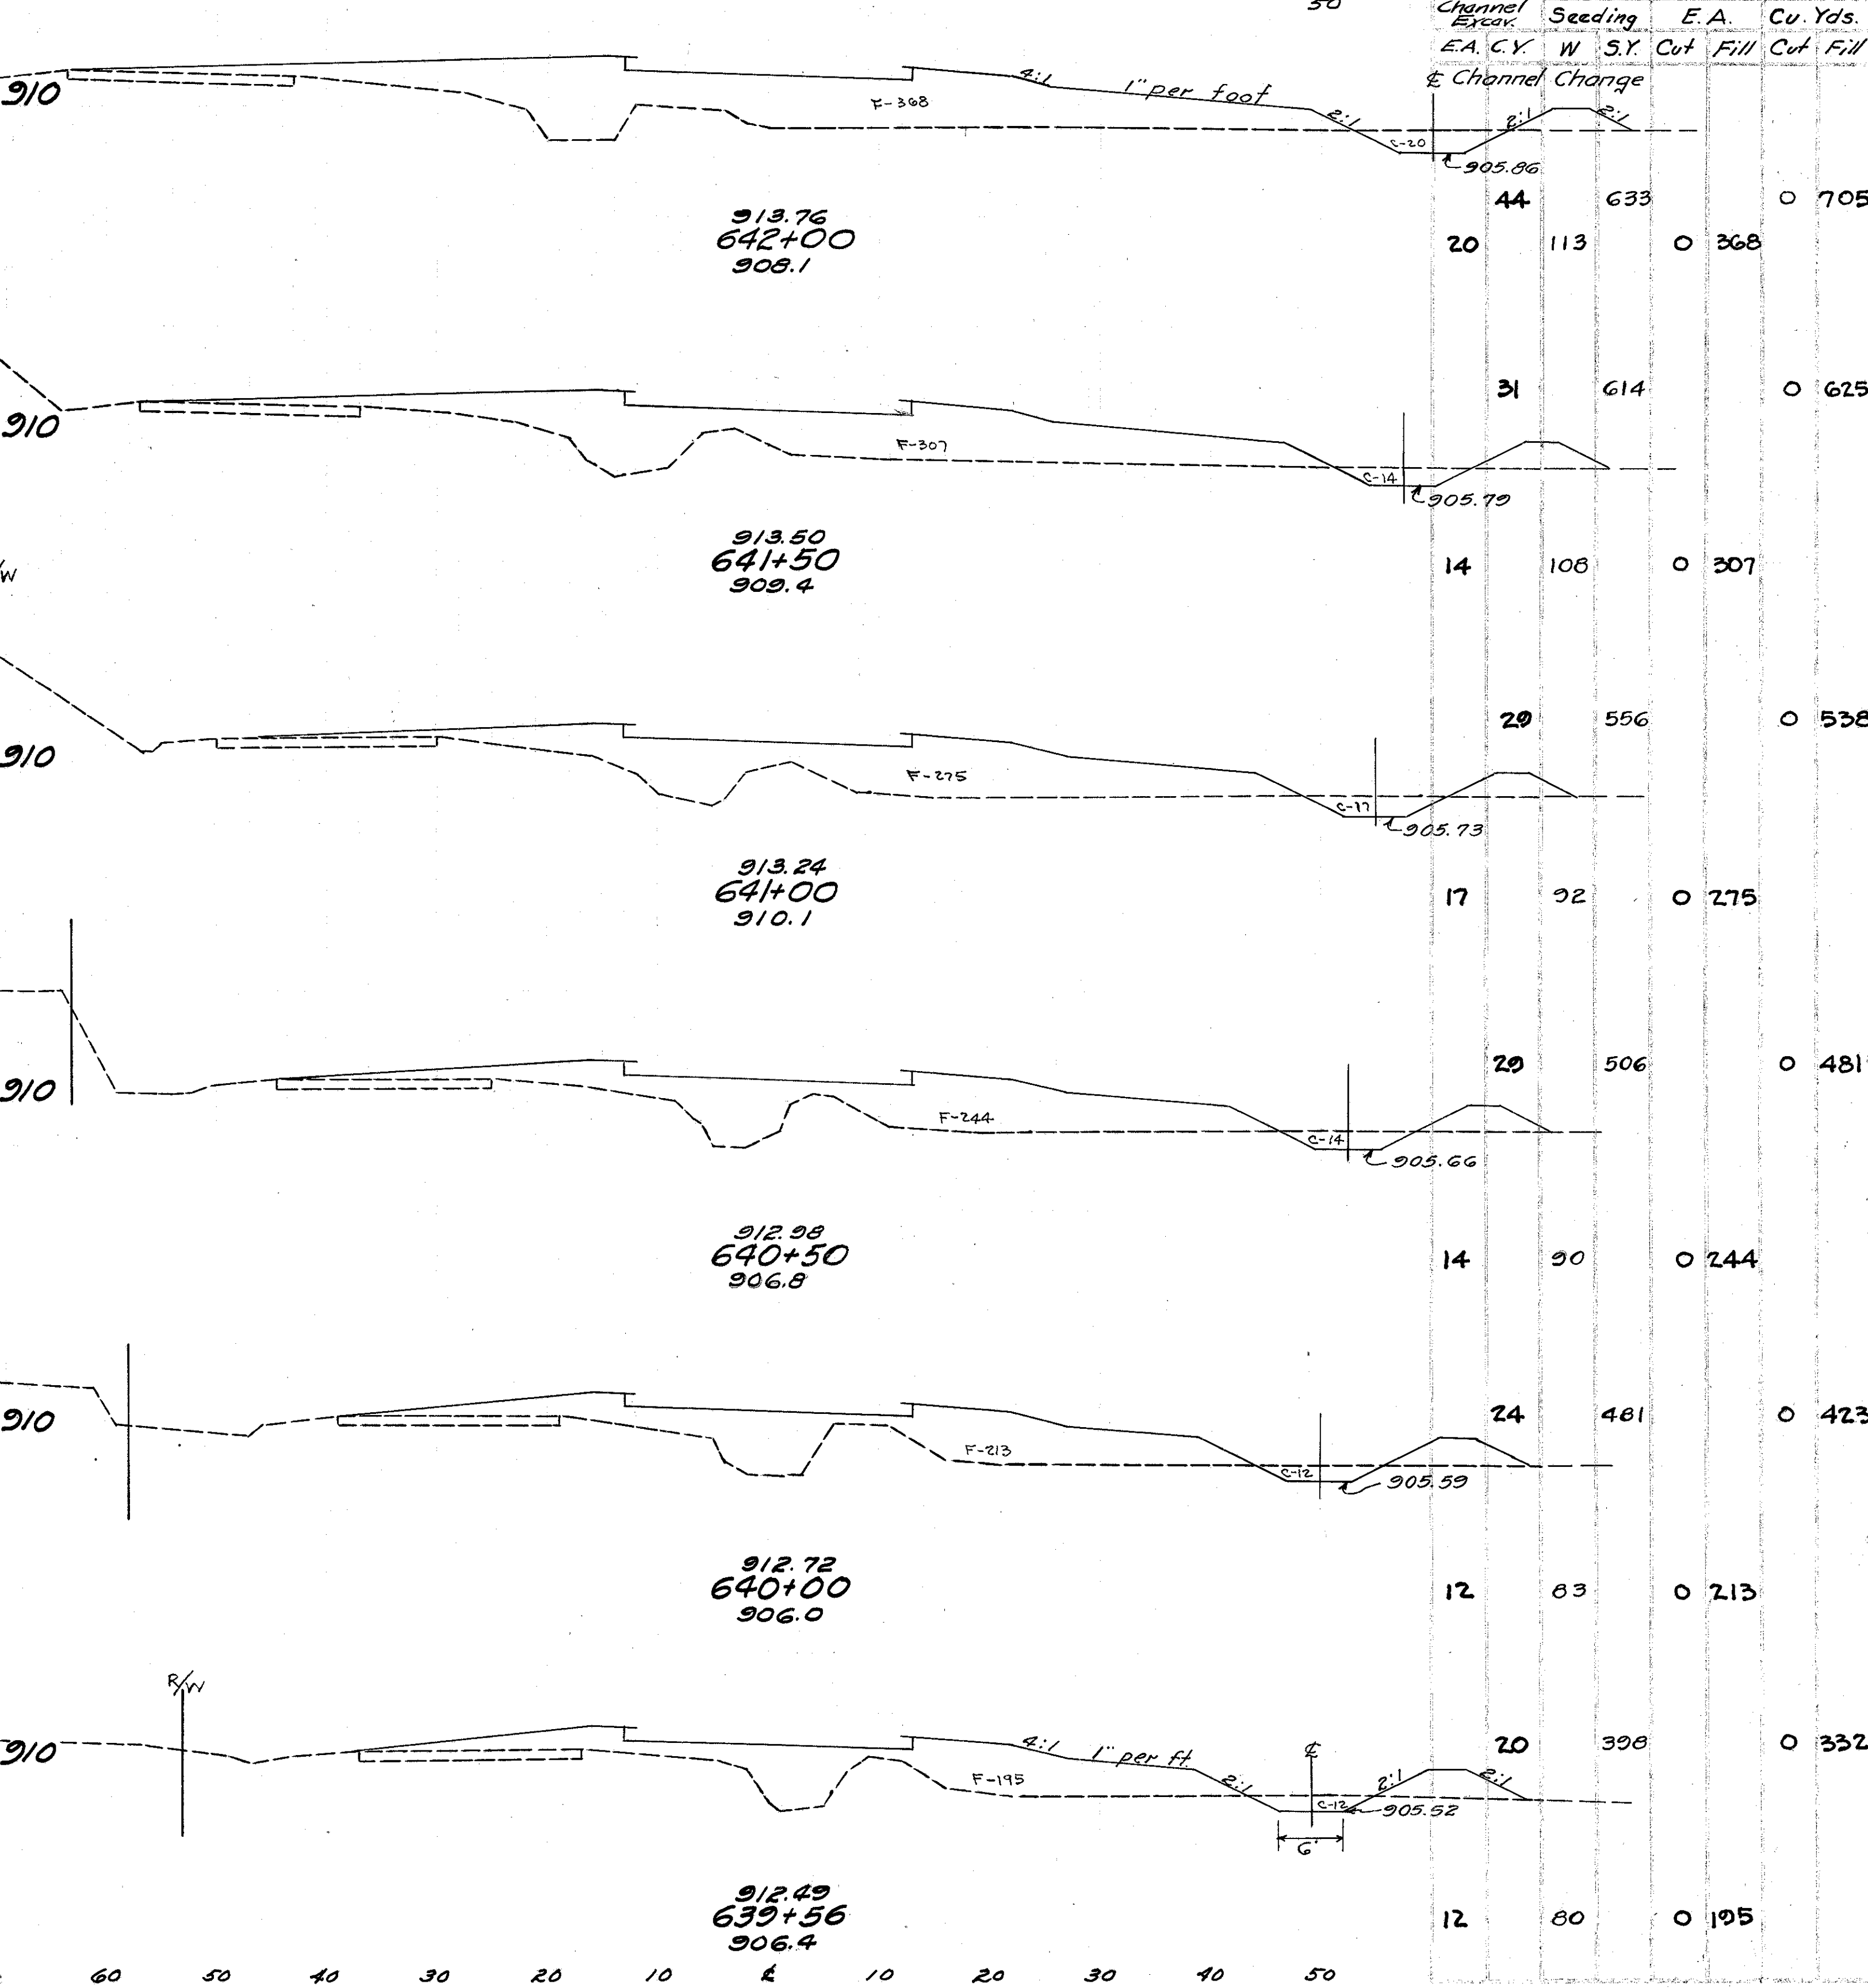 50
Channel Excav. Seeding E.A. Cu. Yds.
E.A. C.Y. W S.Y. Cut Fill Cut Fill
℄ Channel Change
910
4:1 1" per foot 2:1 2:1 2:1
F-368
C-20
905.86
44 633 0 705
913.76
642+00
908.1
20 113 0 368
31 614 0 625
910
F-307
C-14
905.79
913.50
641+50
909.4
14 108 0 307
29 556 0 538
910
F-275
C-17
905.73
913.24
641+00
910.1
17 92 0 275
29 506 0 481
910
F-244
C-14
905.66
912.98
640+50
906.8
14 90 0 244
24 481 0 423
910
F-213
C-12
905.59
912.72
640+00
906.0
12 83 0 213
R/W
20 398 0 332
910
4:1 1" per ft. 2:1 ℄ 2:1 2:1
F-195
C-12
905.52
6'
912.49
639+56
906.4
12 80 0 195
60 50 40 30 20 10 ℄ 10 20 30 40 50